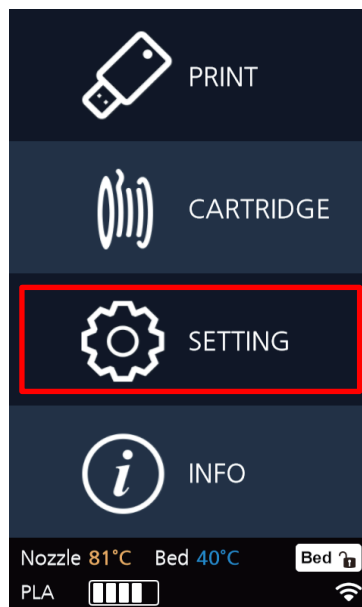 PRINT
CARTRIDGE
SETTING
i INFO
Nozzle 81°C Bed 40°C Bed
PLA